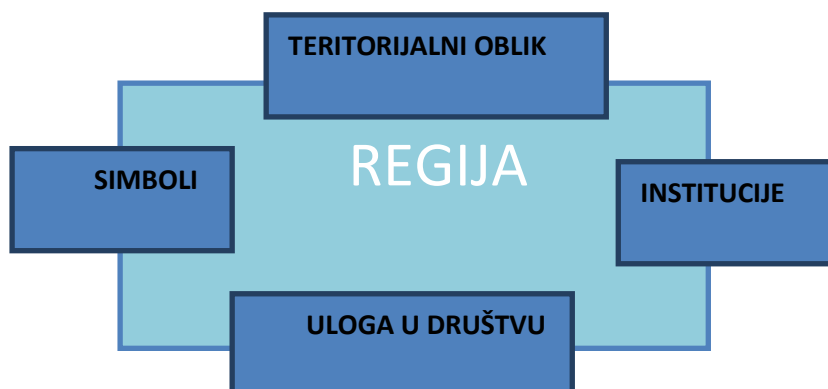 TERITORIJALNI OBLIK
REGIJA
SIMBOLI
INSTITUCIJE
ULOGA U DRUŠTVU